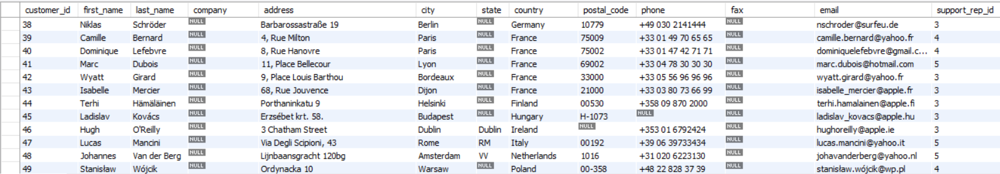 customer_id first_name last_name company address city state country postal_code phone fax email support_rep_id
38 Niklas Schröder NULL Barbarossastraße 19 Berlin NULL Germany 10779 +49 030 2141444 NULL nschroder@surfeu.de 3
39 Camille Bernard NULL 4, Rue Milton Paris NULL France 75009 +33 01 49 70 65 65 NULL camille.bernard@yahoo.fr 4
40 Dominique Lefebvre NULL 8, Rue Hanovre Paris NULL France 75002 +33 01 47 42 71 71 NULL dominiquelefebvre@gmail.c... 4
41 Marc Dubois NULL 11, Place Bellecour Lyon NULL France 69002 +33 04 78 30 30 30 NULL marc.dubois@hotmail.com 5
42 Wyatt Girard NULL 9, Place Louis Barthou Bordeaux NULL France 33000 +33 05 56 96 96 96 NULL wyatt.girard@yahoo.fr 3
43 Isabelle Mercier NULL 68, Rue Jouvence Dijon NULL France 21000 +33 03 80 73 66 99 NULL isabelle_mercier@apple.fr 3
44 Terhi Hämäläinen NULL Porthaninkatu 9 Helsinki NULL Finland 00530 +358 09 870 2000 NULL terhi.hamalainen@apple.fi 3
45 Ladislav Kovács NULL Erzsébet krt. 58. Budapest NULL Hungary H-1073 NULL NULL ladislav_kovacs@apple.hu 3
46 Hugh O'Reilly NULL 3 Chatham Street Dublin Dublin Ireland NULL +353 01 6792424 NULL hughoreilly@apple.ie 3
47 Lucas Mancini NULL Via Degli Scipioni, 43 Rome RM Italy 00192 +39 06 39733434 NULL lucas.mancini@yahoo.it 5
48 Johannes Van der Berg NULL Lijnbaansgracht 120bg Amsterdam VV Netherlands 1016 +31 020 6223130 NULL johavanderberg@yahoo.nl 5
49 Stanisław Wójcik NULL Ordynacka 10 Warsaw NULL Poland 00-358 +48 22 828 37 39 NULL stanisław.wójcik@wp.pl 4